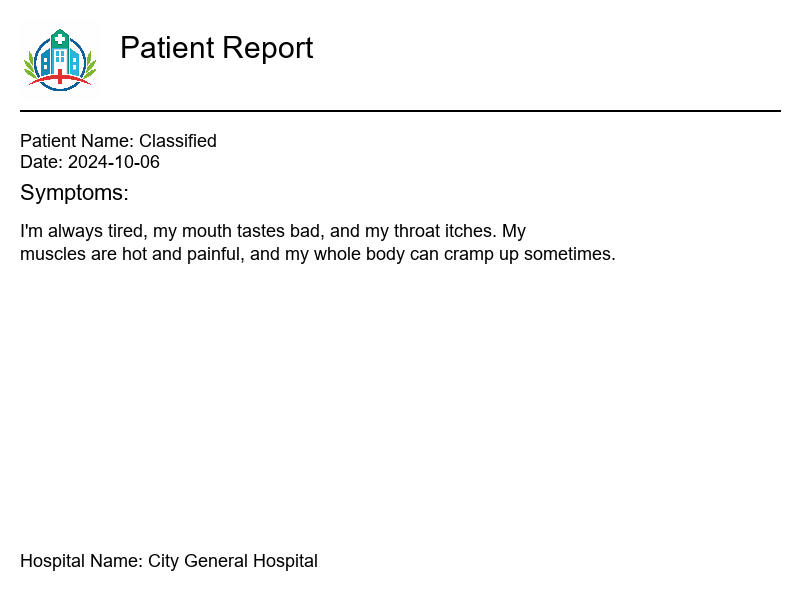 Patient Report
Patient Name: Classified
Date: 2024-10-06
Symptoms:
I'm always tired, my mouth tastes bad, and my throat itches. My
muscles are hot and painful, and my whole body can cramp up sometimes.
Hospital Name: City General Hospital